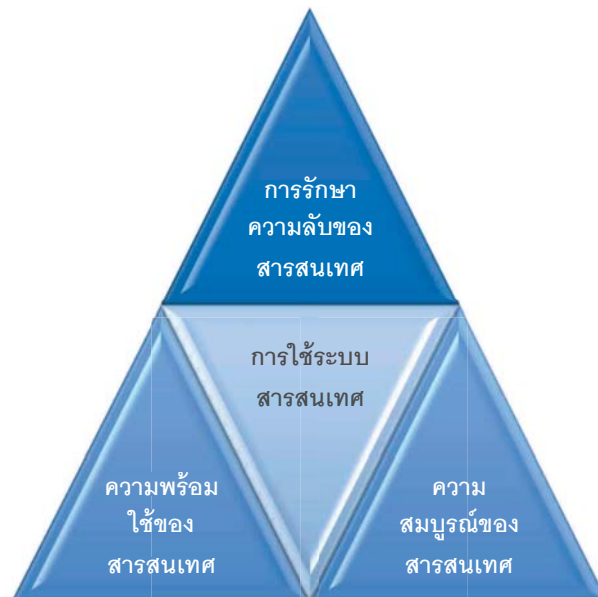 การรักษา
ความลับของ
สารสนเทศ
การใช้ระบบ
สารสนเทศ
ความพร้อม
ใช้ของ
สารสนเทศ
ความ
สมบูรณ์ของ
สารสนเทศ